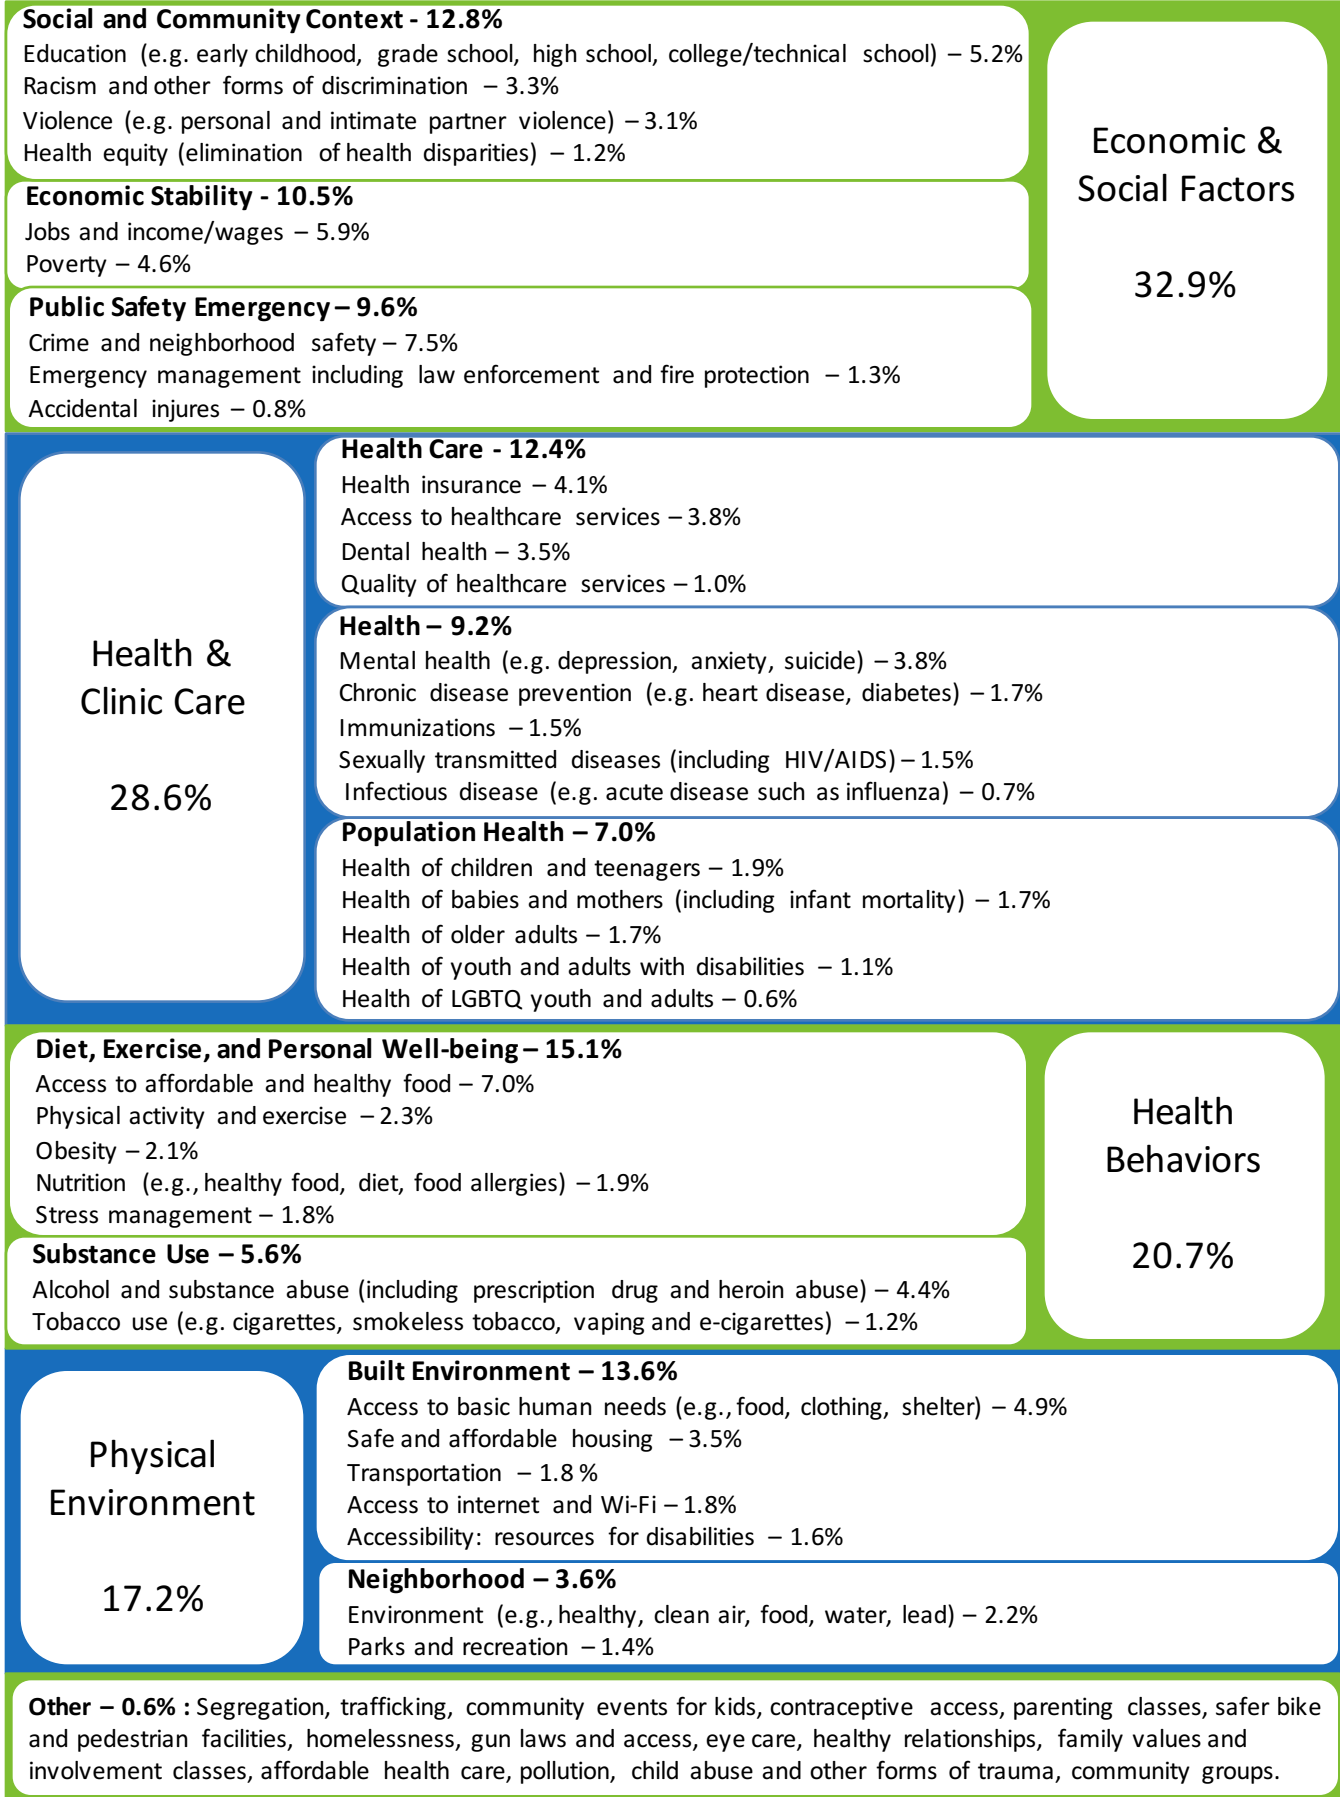 Social and Community Context - 12.8%
Education (e.g. early childhood, grade school, high school, college/technical school) – 5.2%
Racism and other forms of discrimination – 3.3%
Violence (e.g. personal and intimate partner violence) – 3.1%
Health equity (elimination of health disparities) – 1.2%
Economic Stability - 10.5%
Jobs and income/wages – 5.9%
Poverty – 4.6%
Public Safety Emergency – 9.6%
Crime and neighborhood safety – 7.5%
Emergency management including law enforcement and fire protection – 1.3%
Accidental injures – 0.8%
Economic &
Social Factors
32.9%
Health &
Clinic Care
28.6%
Health Care - 12.4%
Health insurance – 4.1%
Access to healthcare services – 3.8%
Dental health – 3.5%
Quality of healthcare services – 1.0%
Health – 9.2%
Mental health (e.g. depression, anxiety, suicide) – 3.8%
Chronic disease prevention (e.g. heart disease, diabetes) – 1.7%
Immunizations – 1.5%
Sexually transmitted diseases (including HIV/AIDS) – 1.5%
Infectious disease (e.g. acute disease such as influenza) – 0.7%
Population Health – 7.0%
Health of children and teenagers – 1.9%
Health of babies and mothers (including infant mortality) – 1.7%
Health of older adults – 1.7%
Health of youth and adults with disabilities – 1.1%
Health of LGBTQ youth and adults – 0.6%
Diet, Exercise, and Personal Well-being – 15.1%
Access to affordable and healthy food – 7.0%
Physical activity and exercise – 2.3%
Obesity – 2.1%
Nutrition (e.g., healthy food, diet, food allergies) – 1.9%
Stress management – 1.8%
Substance Use – 5.6%
Alcohol and substance abuse (including prescription drug and heroin abuse) – 4.4%
Tobacco use (e.g. cigarettes, smokeless tobacco, vaping and e-cigarettes) – 1.2%
Health
Behaviors
20.7%
Physical
Environment
17.2%
Built Environment – 13.6%
Access to basic human needs (e.g., food, clothing, shelter) – 4.9%
Safe and affordable housing – 3.5%
Transportation – 1.8 %
Access to internet and Wi-Fi – 1.8%
Accessibility: resources for disabilities – 1.6%
Neighborhood – 3.6%
Environment (e.g., healthy, clean air, food, water, lead) – 2.2%
Parks and recreation – 1.4%
Other – 0.6% : Segregation, trafficking, community events for kids, contraceptive access, parenting classes, safer bike
and pedestrian facilities, homelessness, gun laws and access, eye care, healthy relationships, family values and
involvement classes, affordable health care, pollution, child abuse and other forms of trauma, community groups.